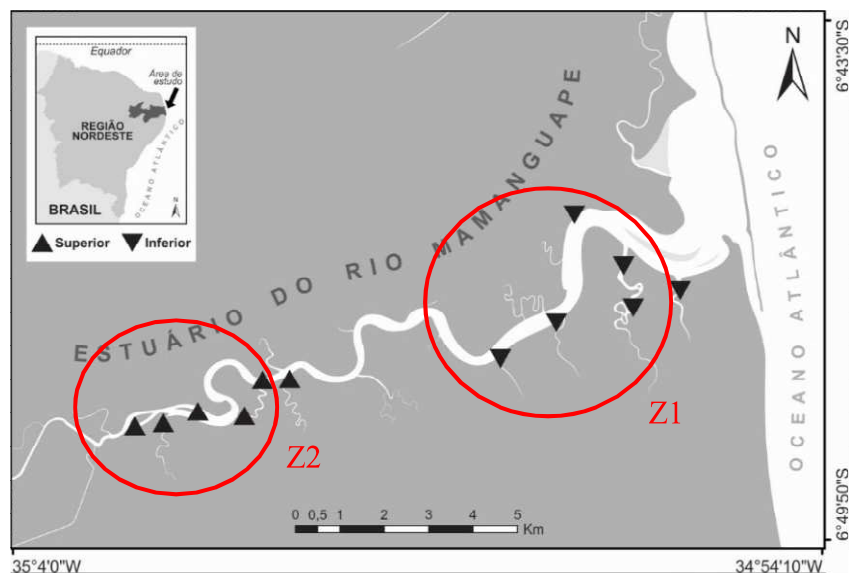 Equador
Área de
estudo
REGIÃO
NORDESTE
OCEANO ATLÂNTICO
BRASIL
N
Superior
Inferior
ESTUÁRIO DO RIO MAMANGUAPE
N
6°43'30"S
OCEANO ATLÂNTICO
Z1
Z2
0 0,5 1 2 3 4 5
Km
6°49'50"S
35°4'0"W
34°54'10"W